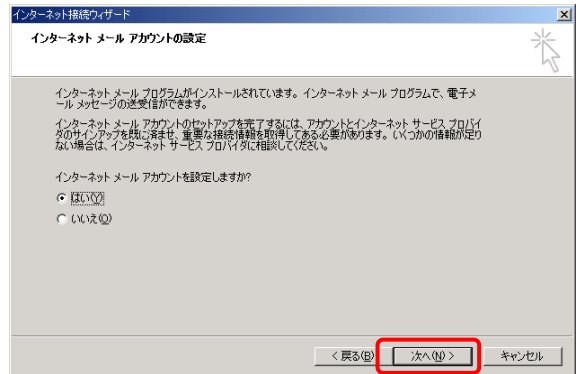 インターネット接続ウィザード
インターネット メール アカウントの設定
インターネット メール プログラムがインストールされています。インターネット メール プログラムで、電子メ
ール メッセージの送受信ができます。
インターネット メール アカウントのセットアップを完了するには、アカウントとインターネット サービス プロバイ
ダのサインアップを既に済ませ、重要な接続情報を取得してある必要があります。いくつかの情報が足り
ない場合は、インターネット サービス プロバイダに相談してください。
インターネット メール アカウントを設定しますか?
はい(Y)
いいえ(O)
< 戻る(B)
次へ(N) >
キャンセル